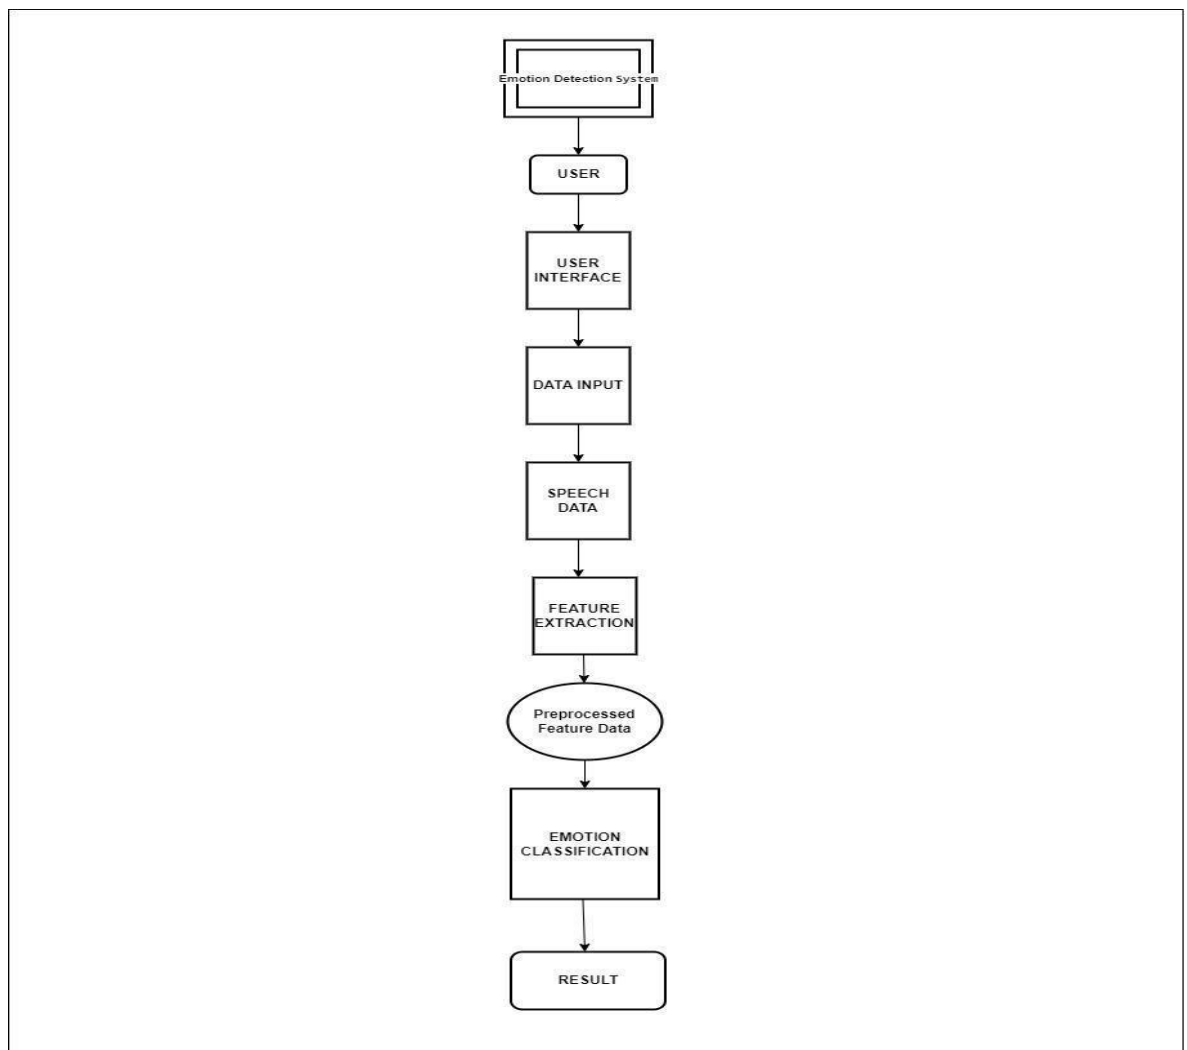 Emotion Detection System
USER
USER
INTERFACE
DATA INPUT
SPEECH
DATA
FEATURE
EXTRACTION
Preprocessed
Feature Data
EMOTION
CLASSIFICATION
RESULT